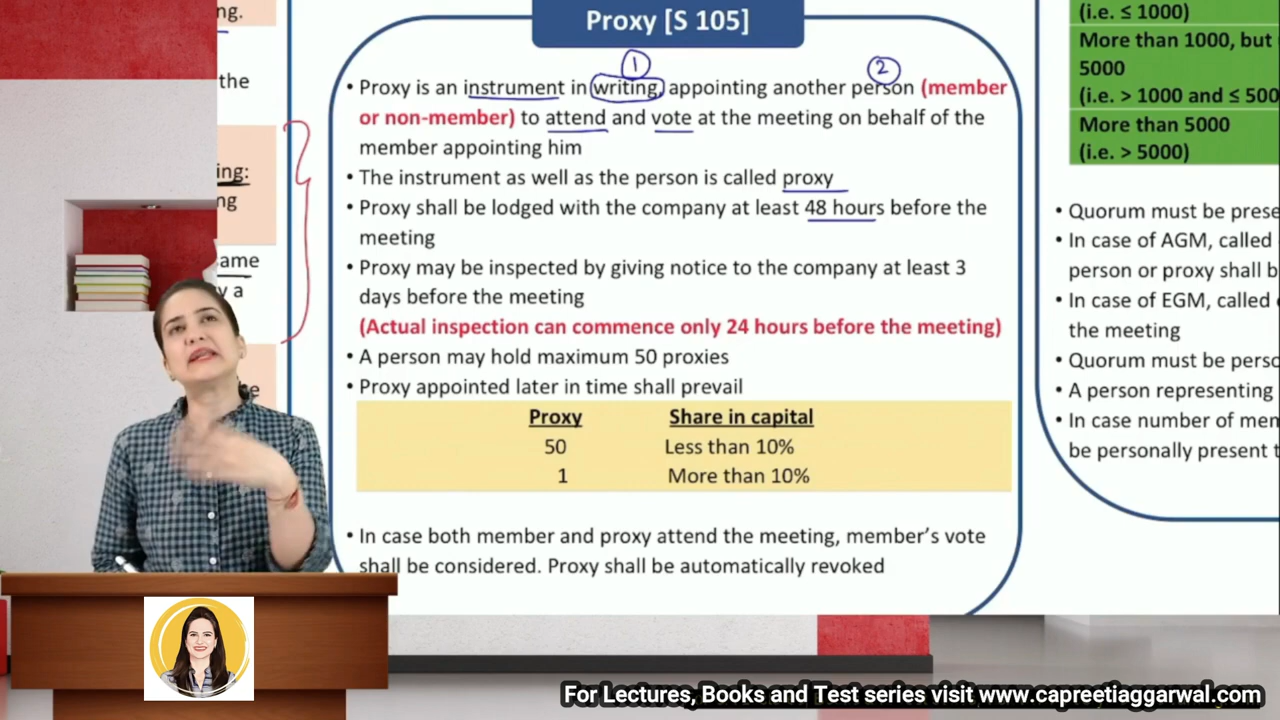 ng.
the
ing:
ng
ame
y a
he
Proxy [S 105]
1
2
• Proxy is an instrument in writing, appointing another person (member
or non-member) to attend and vote at the meeting on behalf of the
member appointing him
• The instrument as well as the person is called proxy
• Proxy shall be lodged with the company at least 48 hours before the
meeting
• Proxy may be inspected by giving notice to the company at least 3
days before the meeting
(Actual inspection can commence only 24 hours before the meeting)
• A person may hold maximum 50 proxies
• Proxy appointed later in time shall prevail
Proxy Share in capital
50 Less than 10%
1 More than 10%
• In case both member and proxy attend the meeting, member's vote
shall be considered. Proxy shall be automatically revoked
(i.e. ≤ 1000)
More than 1000, but
5000
(i.e. > 1000 and ≤ 500
More than 5000
(i.e. > 5000)
• Quorum must be prese
• In case of AGM, called
person or proxy shall b
• In case of EGM, called
the meeting
• Quorum must be perso
• A person representing
• In case number of mem
be personally present t
For Lectures, Books and Test series visit www.capreetiaggarwal.com